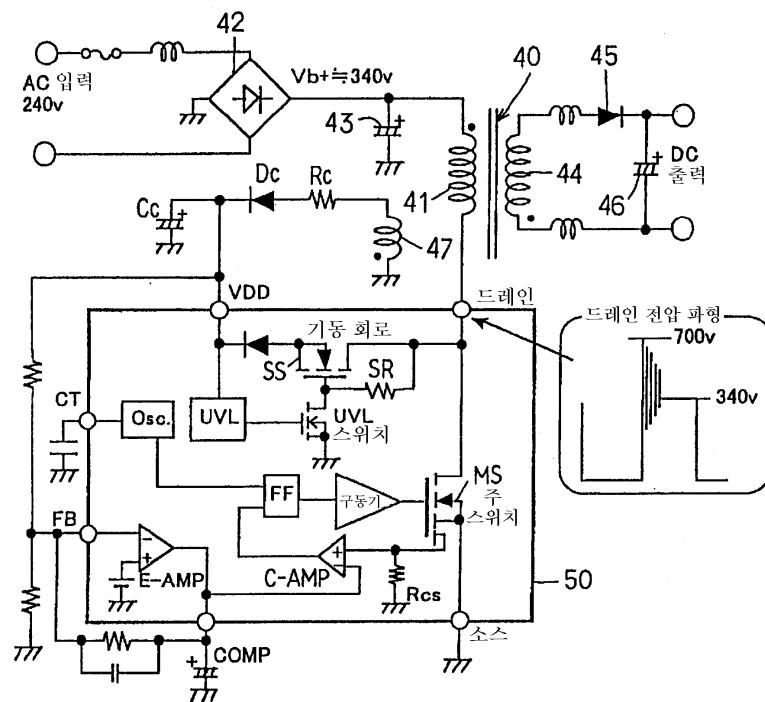 42
40
45
AC 입력
240v
Vb+≒340v
43
41
44
46
DC
출력
Dc
Rc
Cc
47
VDD
드레인
기동 회로
드레인 전압 파형
700v
340v
SS
SR
CT
Osc.
UVL
UVL
스위치
FF
구동기
MS
주
스위치
FB
E-AMP
C-AMP
Rcs
50
소스
COMP